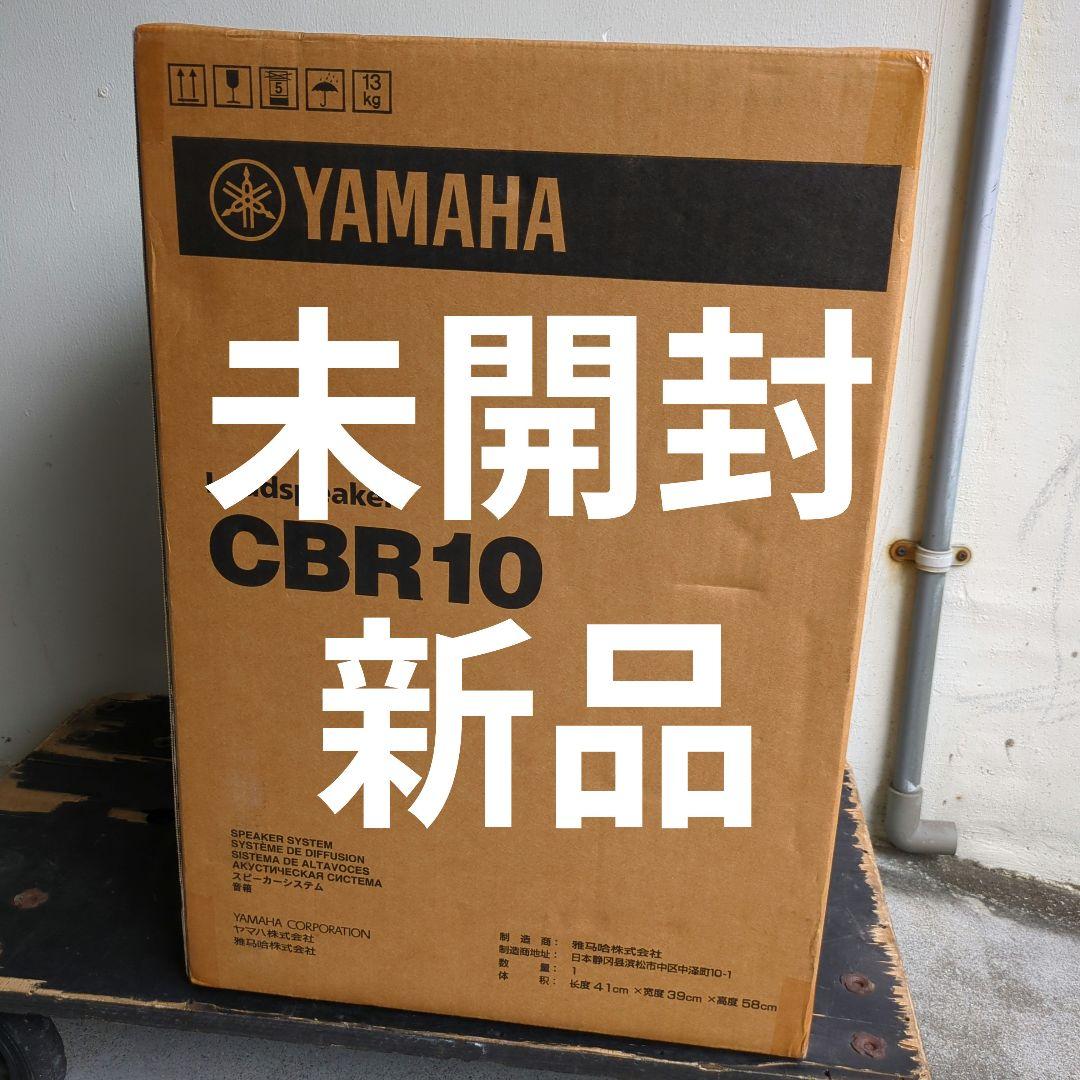 5
13
kg
YAMAHA
未開封
Loudspeaker
CBR10
新品
SPEAKER SYSTEM
SYSTÈME DE DIFFUSION
SISTEMA DE ALTAVOCES
АКУСТИЧЕСКАЯ СИСТЕМА
スピーカーシステム
音箱
YAMAHA CORPORATION
ヤマハ株式会社
雅马哈株式会社
制造商: 雅马哈株式会社
制造商地址: 日本静冈县滨松市中区中泽町10-1
数量: 1
体积: 长度 41cm ×宽度 39cm ×高度 58cm